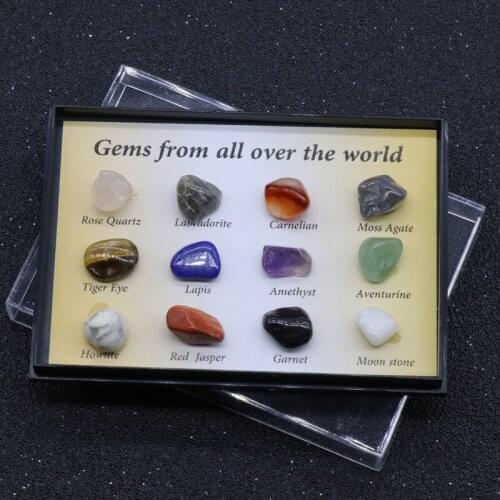 Gems from all over the world
Rose Quartz Labradorite Carnelian Moss Agate
Tiger Eye Lapis Amethyst Aventurine
Howlite Red Jasper Garnet Moon stone